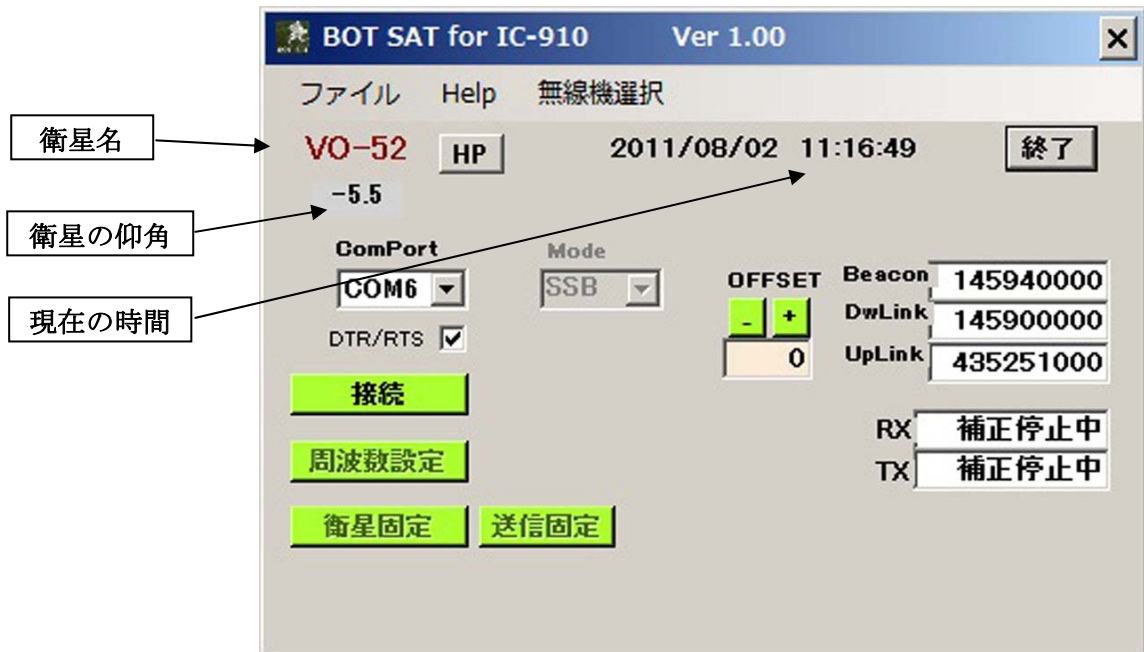 BOT SAT for IC-910 Ver 1.00
ファイル Help 無線機選択
衛星名
VO-52 HP 2011/08/02 11:16:49 終了
-5.5
衛星の仰角
ComPort Mode
COM6 SSB OFFSET Beacon 145940000
現在の時間
- + DwLink 145900000
DTR/RTS
0 UpLink 435251000
接続
RX 補正停止中
周波数設定
TX 補正停止中
衛星固定 送信固定